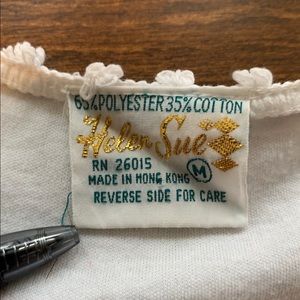 65% POLYESTER 35% COTTON
Helen Sue
RN 26015
MADE IN HONG KONG M
REVERSE SIDE FOR CARE